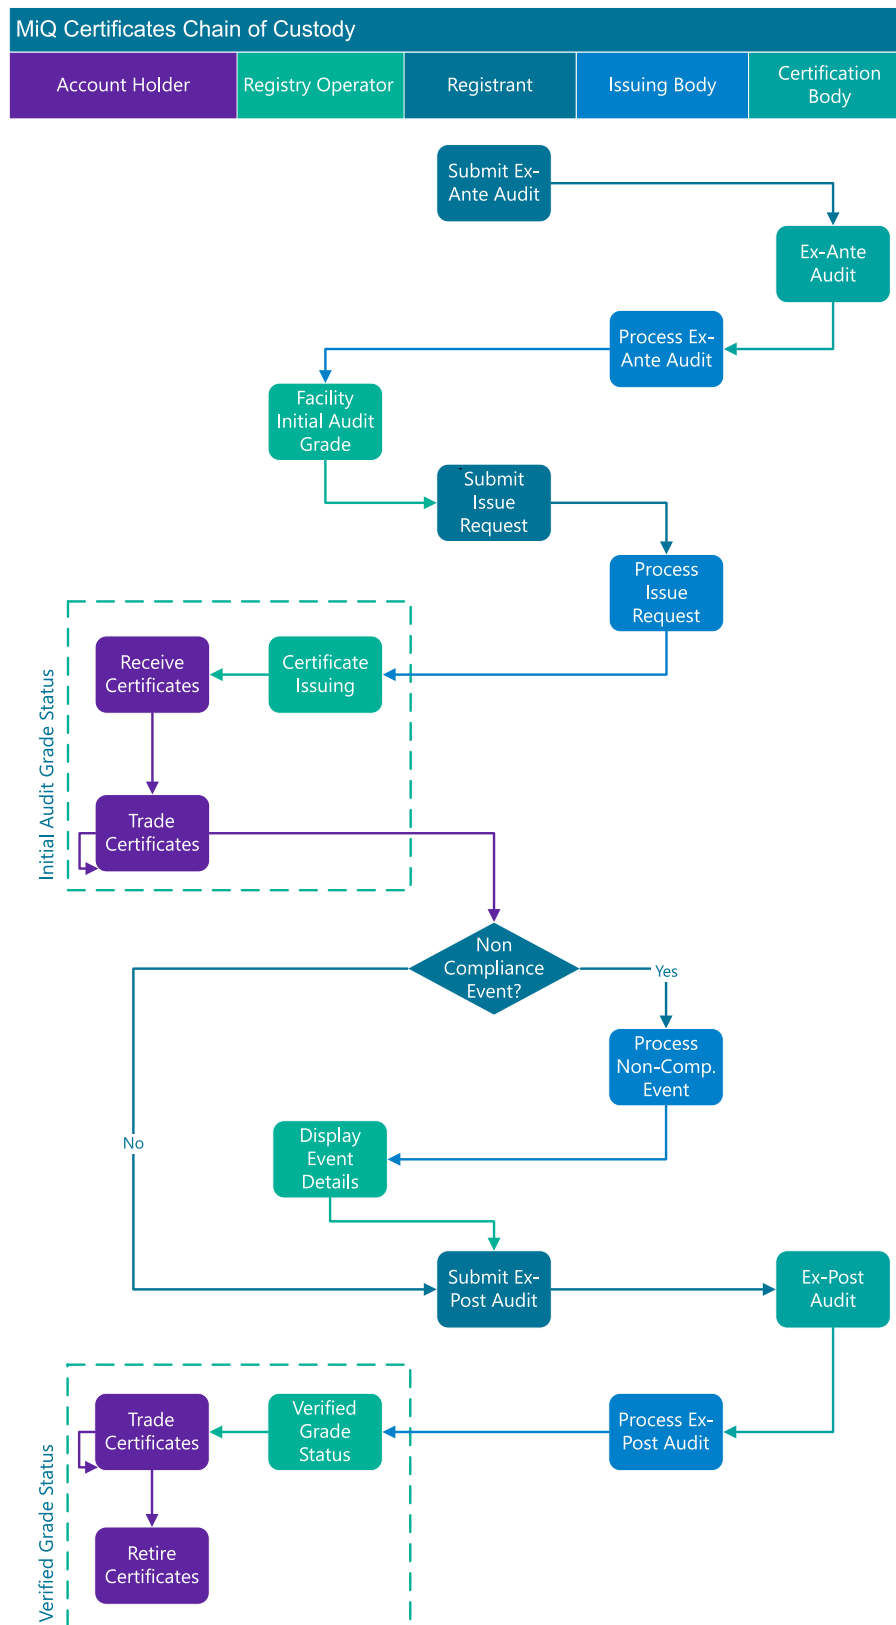 MiQ Certificates Chain of Custody
Account Holder
Registry Operator
Registrant
Issuing Body
Certification
Body
Submit Ex-
Ante Audit
Ex-Ante
Audit
Process Ex-
Ante Audit
Facility
Initial Audit
Grade
Submit
Issue
Request
Process
Issue
Request
Initial Audit Grade Status
Receive
Certificates
Certificate
Issuing
Trade
Certificates
Non
Compliance
Event?
Yes
Process
Non-Comp.
Event
No
Display
Event
Details
Submit Ex-
Post Audit
Ex-Post
Audit
Verified Grade Status
Trade
Certificates
Verified
Grade
Status
Process Ex-
Post Audit
Retire
Certificates